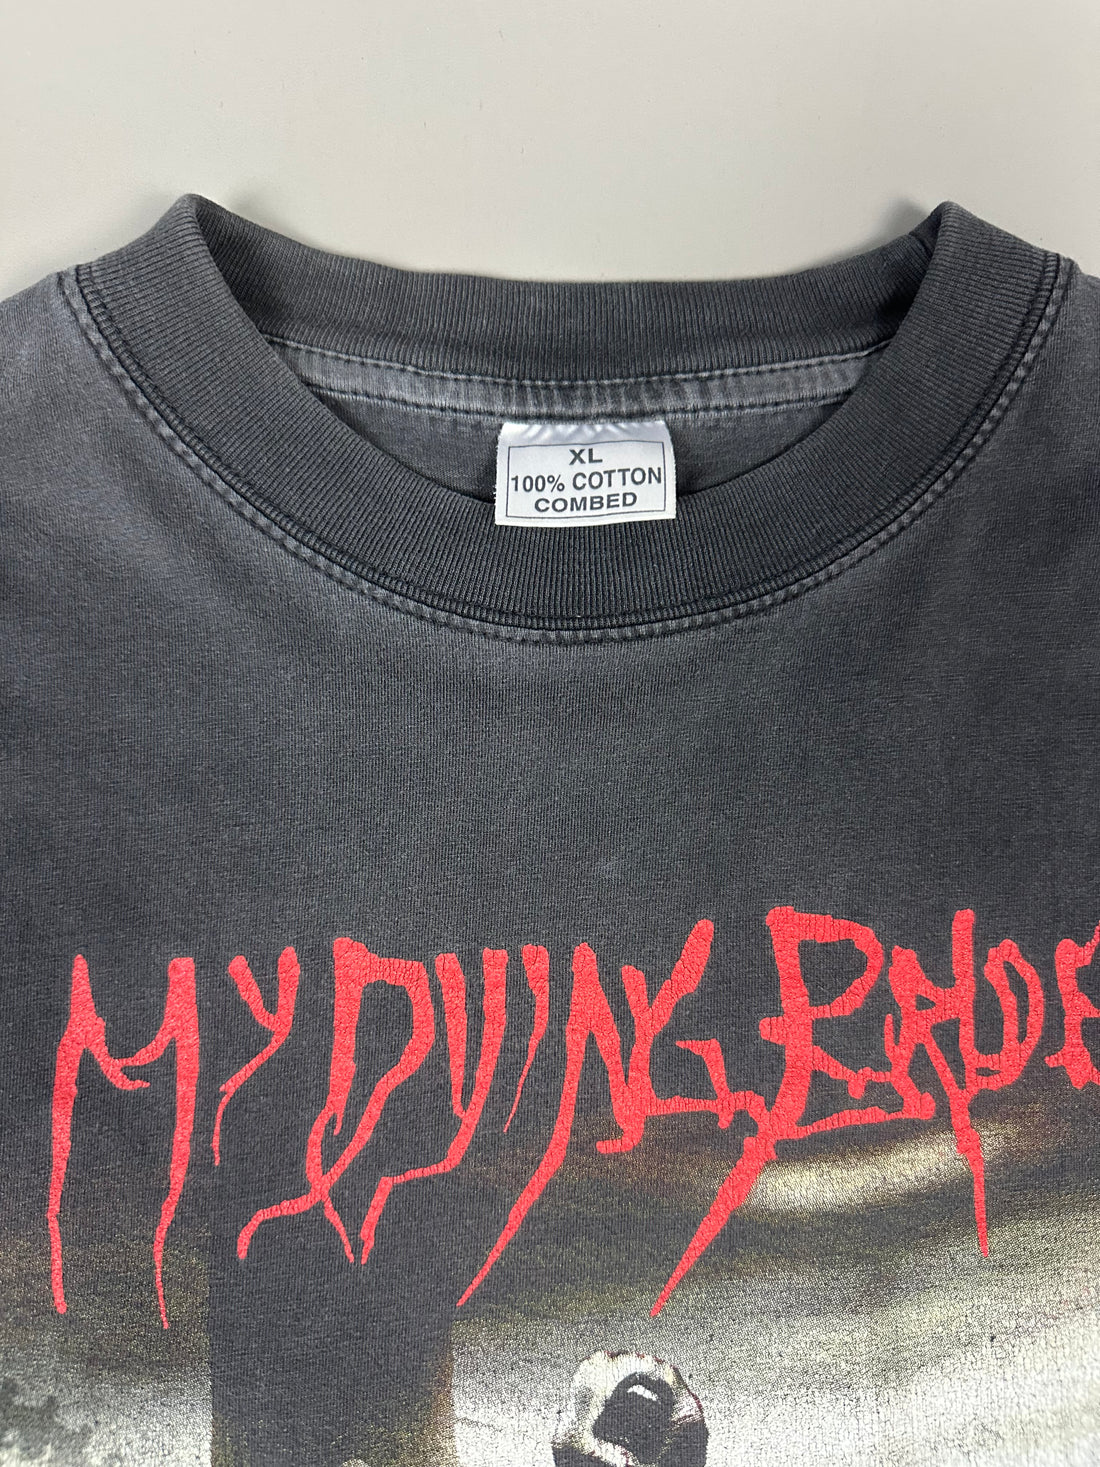 XL
100% COTTON
COMBED
MY DYING BRIDE